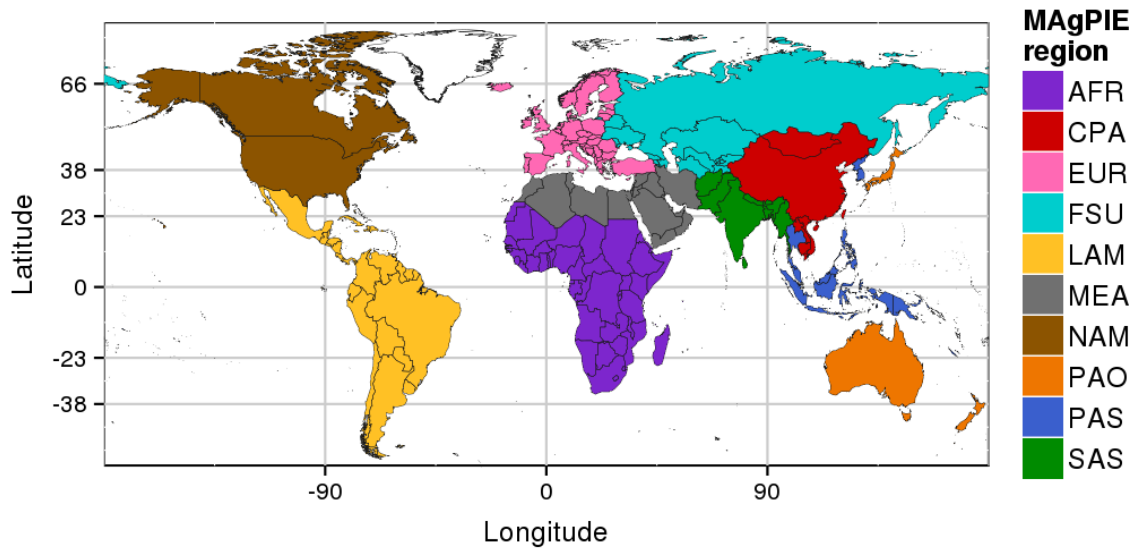 MAgPIE
region
AFR
CPA
EUR
FSU
LAM
MEA
NAM
PAO
PAS
SAS
66
38
23
0
-23
-38
Latitude
-90
0
90
Longitude